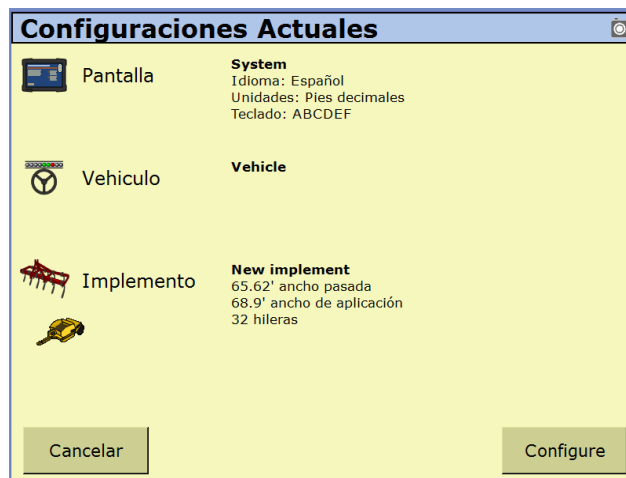 Configuraciones Actuales
Pantalla
System
Idioma: Español
Unidades: Pies decimales
Teclado: ABCDEF
Vehiculo
Vehicle
Implemento
New implement
65.62' ancho pasada
68.9' ancho de aplicación
32 hileras
Cancelar
Configure